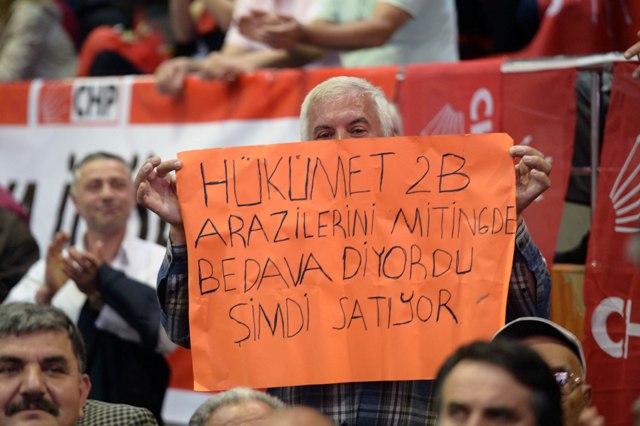 CHP
HÜKÜMET 2B
ARAZİLERİNİ MİTİNGDE
BEDAVA DİYORDU
ŞİMDİ SATIYOR